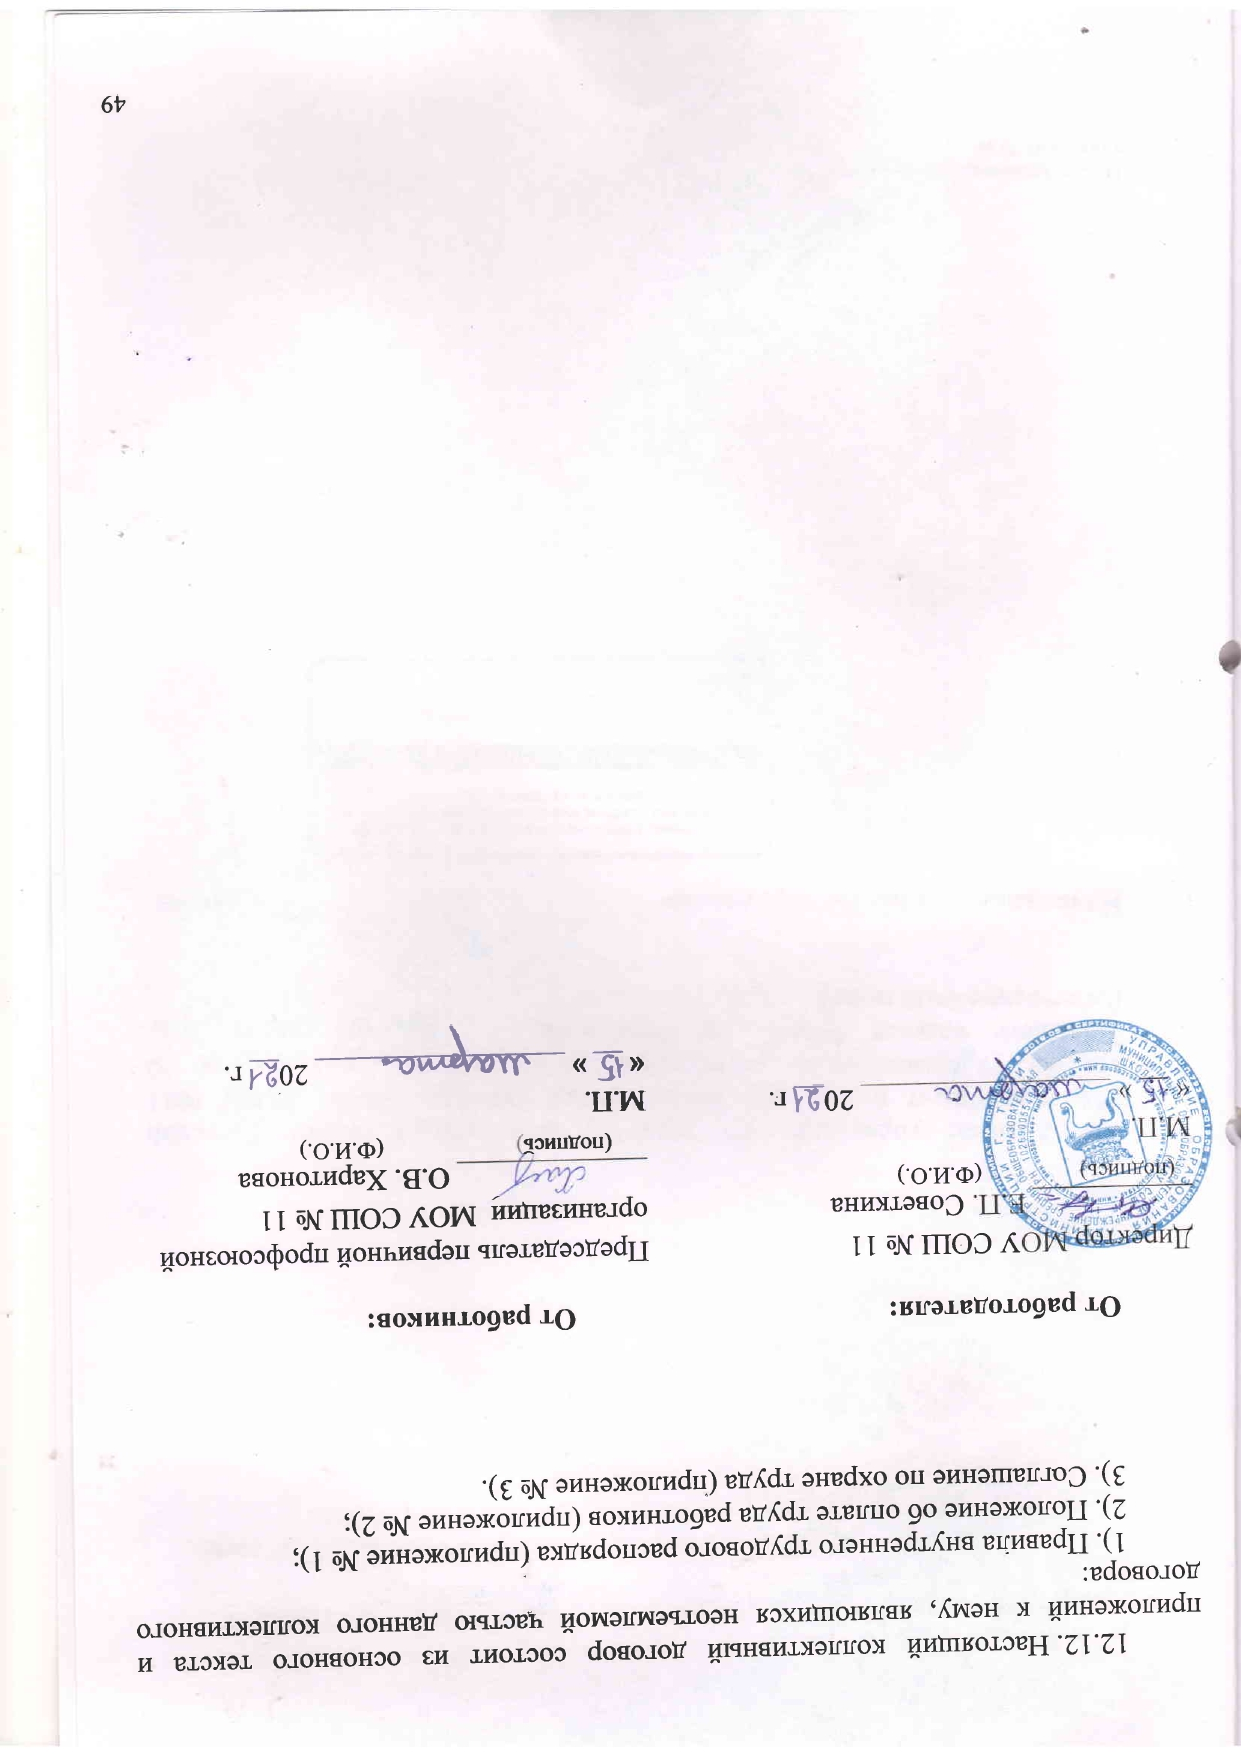 12.12. Настоящий коллективный договор состоит из основного текста и
приложений к нему, являющихся неотъемлемой частью данного коллективного
договора:
1). Правила внутреннего трудового распорядка (приложение № 1);
2). Положение об оплате труда работников (приложение № 2);
3). Соглашение по охране труда (приложение № 3).
От работодателя:
Директор МОУ СОШ № 11
Е.П. Советкина
(подпись) (Ф.И.О.)
М.П.
« 15 » марта 2021 г.
От работников:
Председатель первичной профсоюзной
организации МОУ СОШ № 11
О.В. Харитонова
(подпись) (Ф.И.О.)
М.П.
« 15 » марта 2021 г.
49